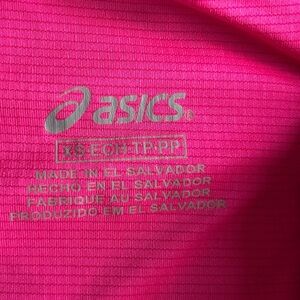 asics
XS·ECH·TP·PP
MADE IN EL SALVADOR
HECHO EN EL SALVADOR
FABRIQUE AU SALVADOR
PRODUZIDO EM EL SALVADOR